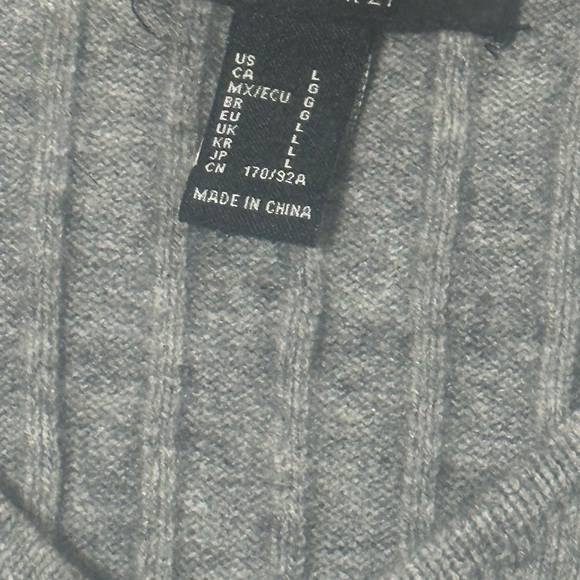 US L
CA G
MX/ECU G
BR G
EU L
UK L
KR L
JP L
CN 170/92A
MADE IN CHINA